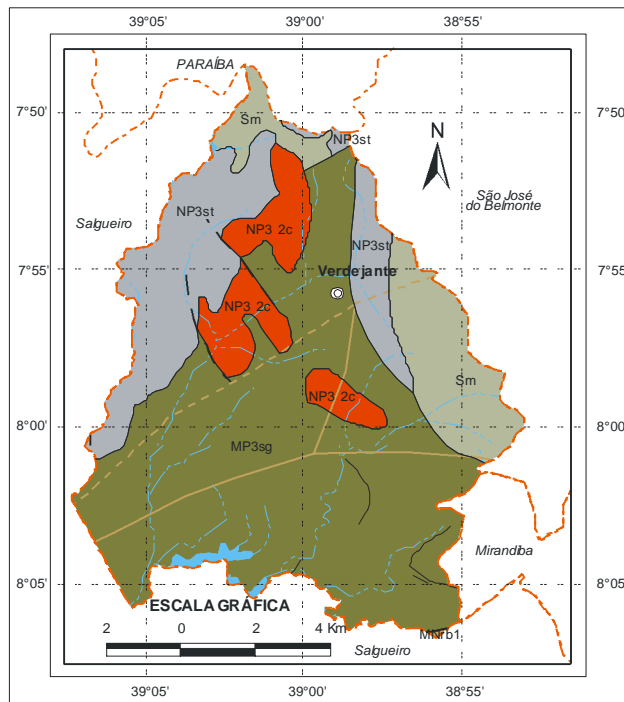 39°05' 39°00' 38°55'
PARAÍBA
7°50' 7°50'
Sm
NP3st
N
São José
do Belmonte
NP3st
Salgueiro
NP3 2c
NP3st
7°55' 7°55'
Verdejante
NP3 2c
Sm
NP3 2c
8°00' 8°00'
MP3sg
Mirandiba
8°05' 8°05'
ESCALA GRÁFICA
2 0 2 4 Km
MNrb1
Salgueiro
39°05' 39°00' 38°55'